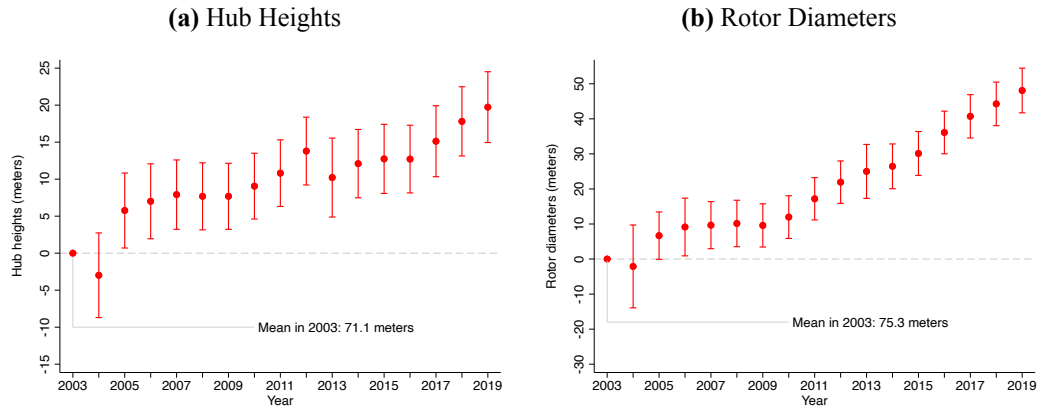 (a) Hub Heights
25
20
15
10
5
0
-5
-10
-15
Hub heights (meters)
Mean in 2003: 71.1 meters
2003 2005 2007 2009 2011 2013 2015 2017 2019
Year
(b) Rotor Diameters
50
40
30
20
10
0
-10
-20
-30
Rotor diameters (meters)
Mean in 2003: 75.3 meters
2003 2005 2007 2009 2011 2013 2015 2017 2019
Year